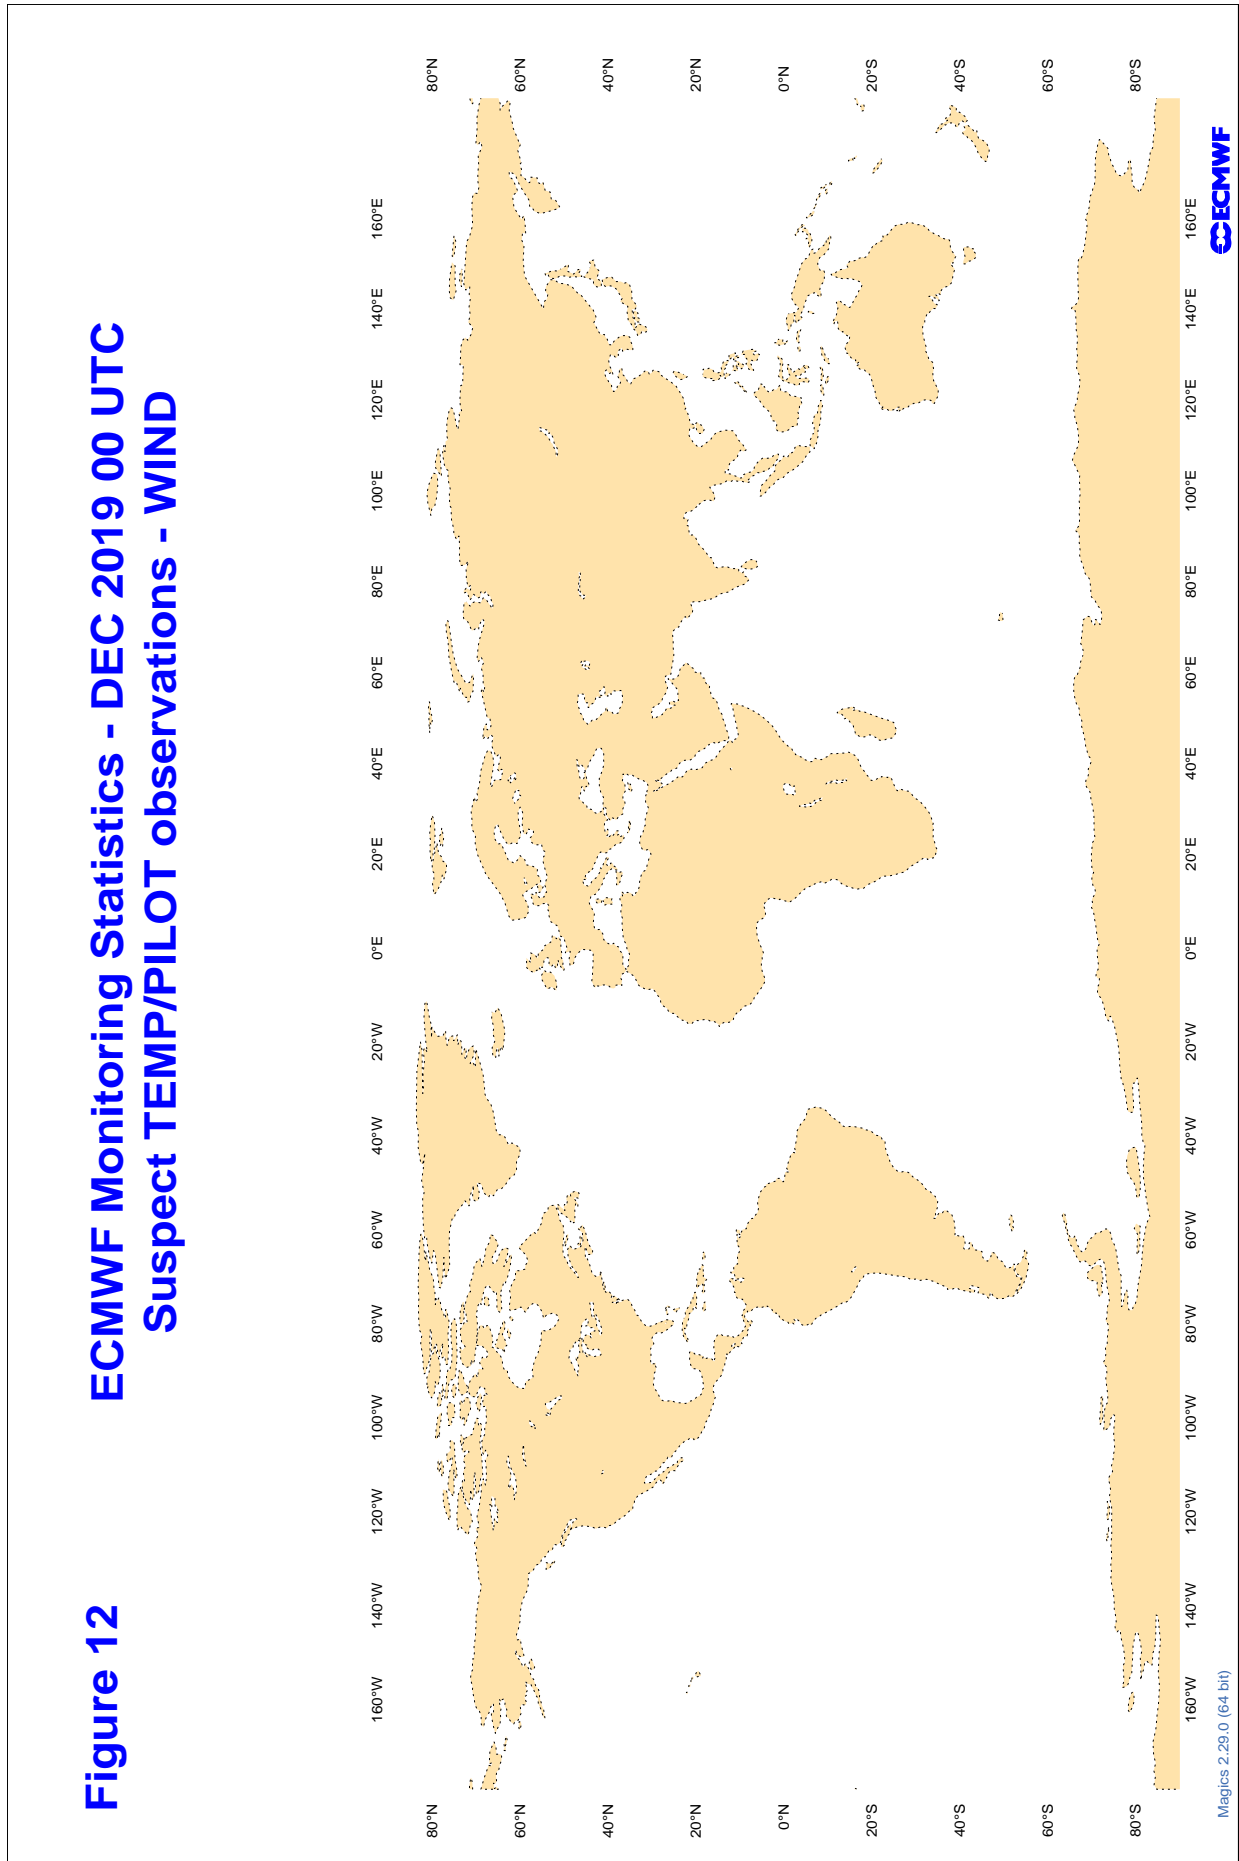 Figure 12
ECMWF Monitoring Statistics - DEC 2019 00 UTC
Suspect TEMP/PILOT observations - WIND
160°W 140°W 120°W 100°W 80°W 60°W 40°W 20°W 0°E 20°E 40°E 60°E 80°E 100°E 120°E 140°E 160°E
80°N 80°N
60°N 60°N
40°N 40°N
20°N 20°N
0°N 0°N
20°S 20°S
40°S 40°S
60°S 60°S
80°S 80°S
160°W 140°W 120°W 100°W 80°W 60°W 40°W 20°W 0°E 20°E 40°E 60°E 80°E 100°E 120°E 140°E 160°E
Magics 2.29.0 (64 bit)
ECMWF